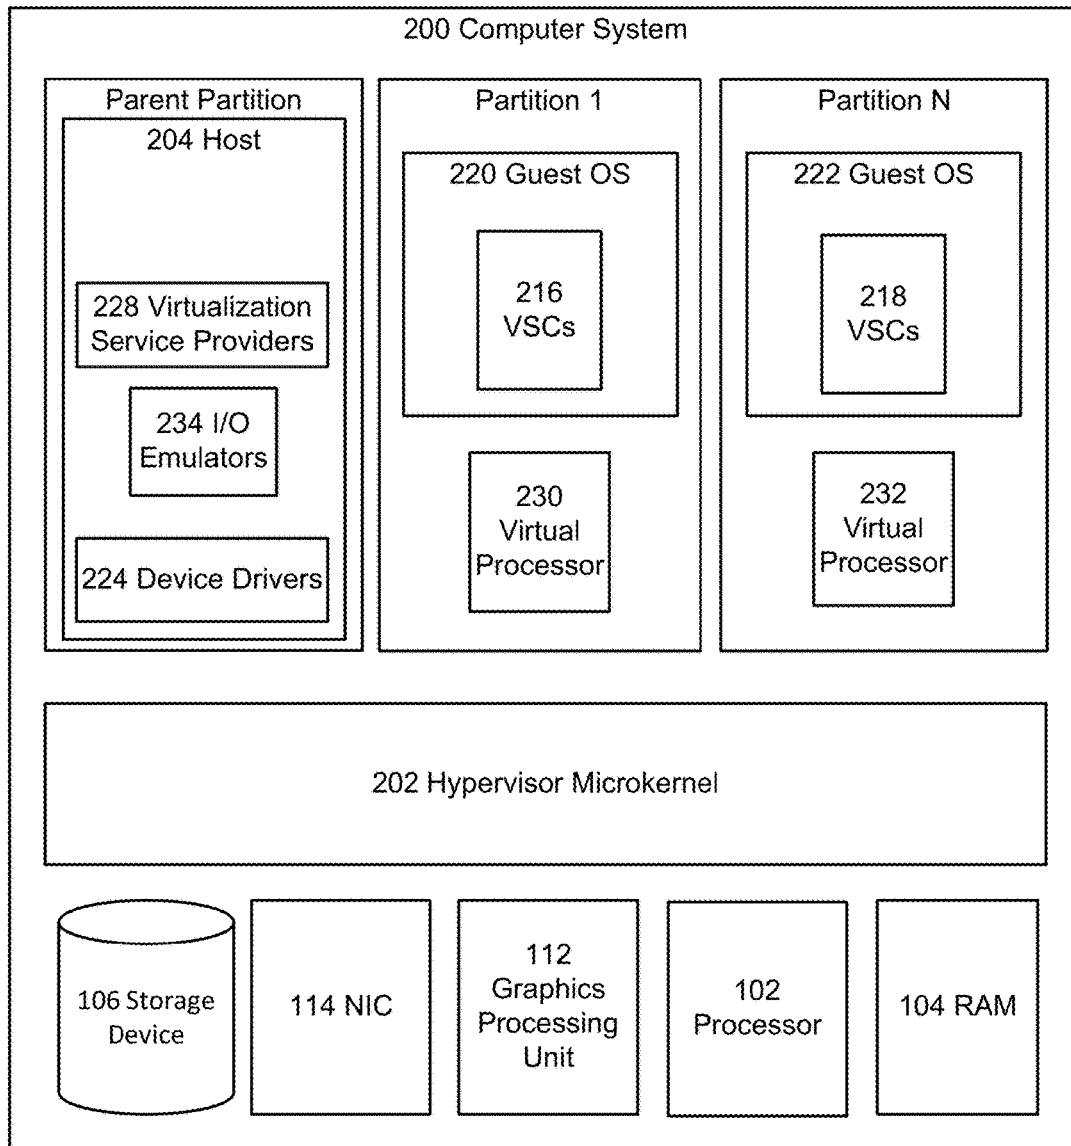 200 Computer System
Parent Partition
204 Host
228 Virtualization
Service Providers
234 I/O
Emulators
224 Device Drivers
Partition 1
220 Guest OS
216
VSCs
230
Virtual
Processor
Partition N
222 Guest OS
218
VSCs
232
Virtual
Processor
202 Hypervisor Microkernel
106 Storage
Device
114 NIC
112
Graphics
Processing
Unit
102
Processor
104 RAM